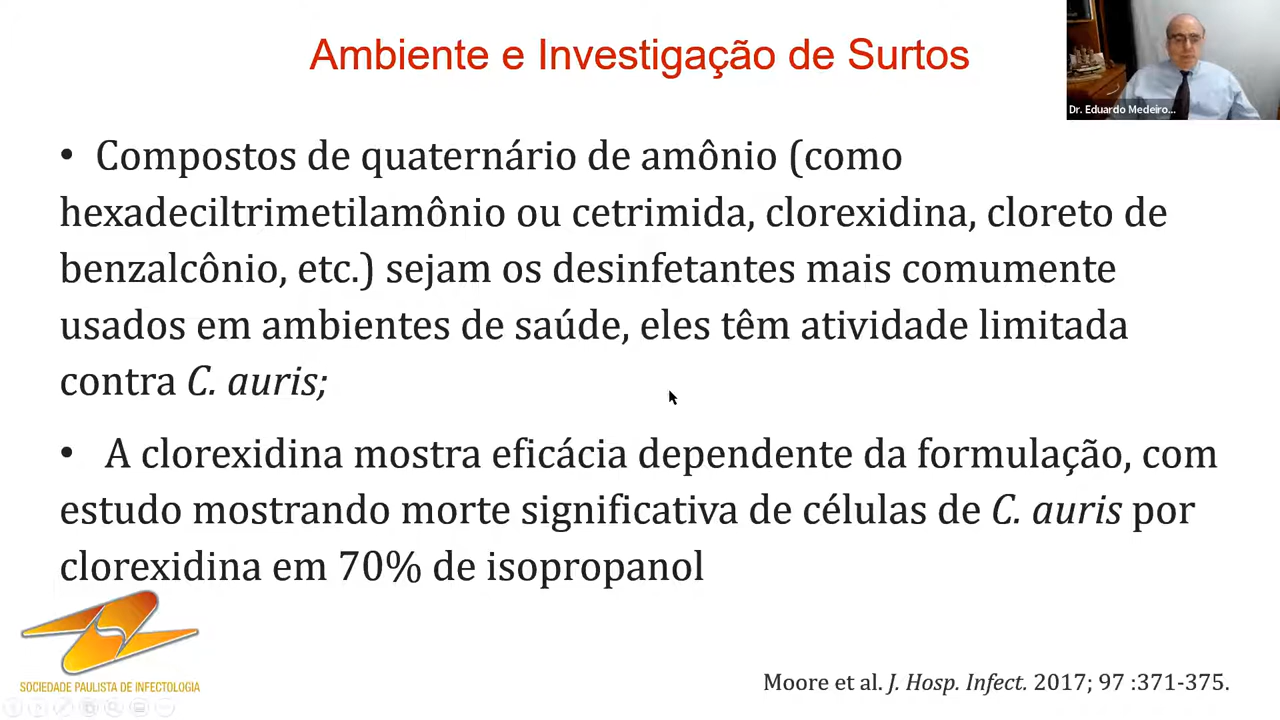 Ambiente e Investigação de Surtos
Dr. Eduardo Medeiro...
• Compostos de quaternário de amônio (como
hexadeciltrimetilamônio ou cetrimida, clorexidina, cloreto de
benzalcônio, etc.) sejam os desinfetantes mais comumente
usados em ambientes de saúde, eles têm atividade limitada
contra C. auris;
• A clorexidina mostra eficácia dependente da formulação, com
estudo mostrando morte significativa de células de C. auris por
clorexidina em 70% de isopropanol
SOCIEDADE PAULISTA DE INFECTOLOGIA
Moore et al. J. Hosp. Infect. 2017; 97 :371-375.